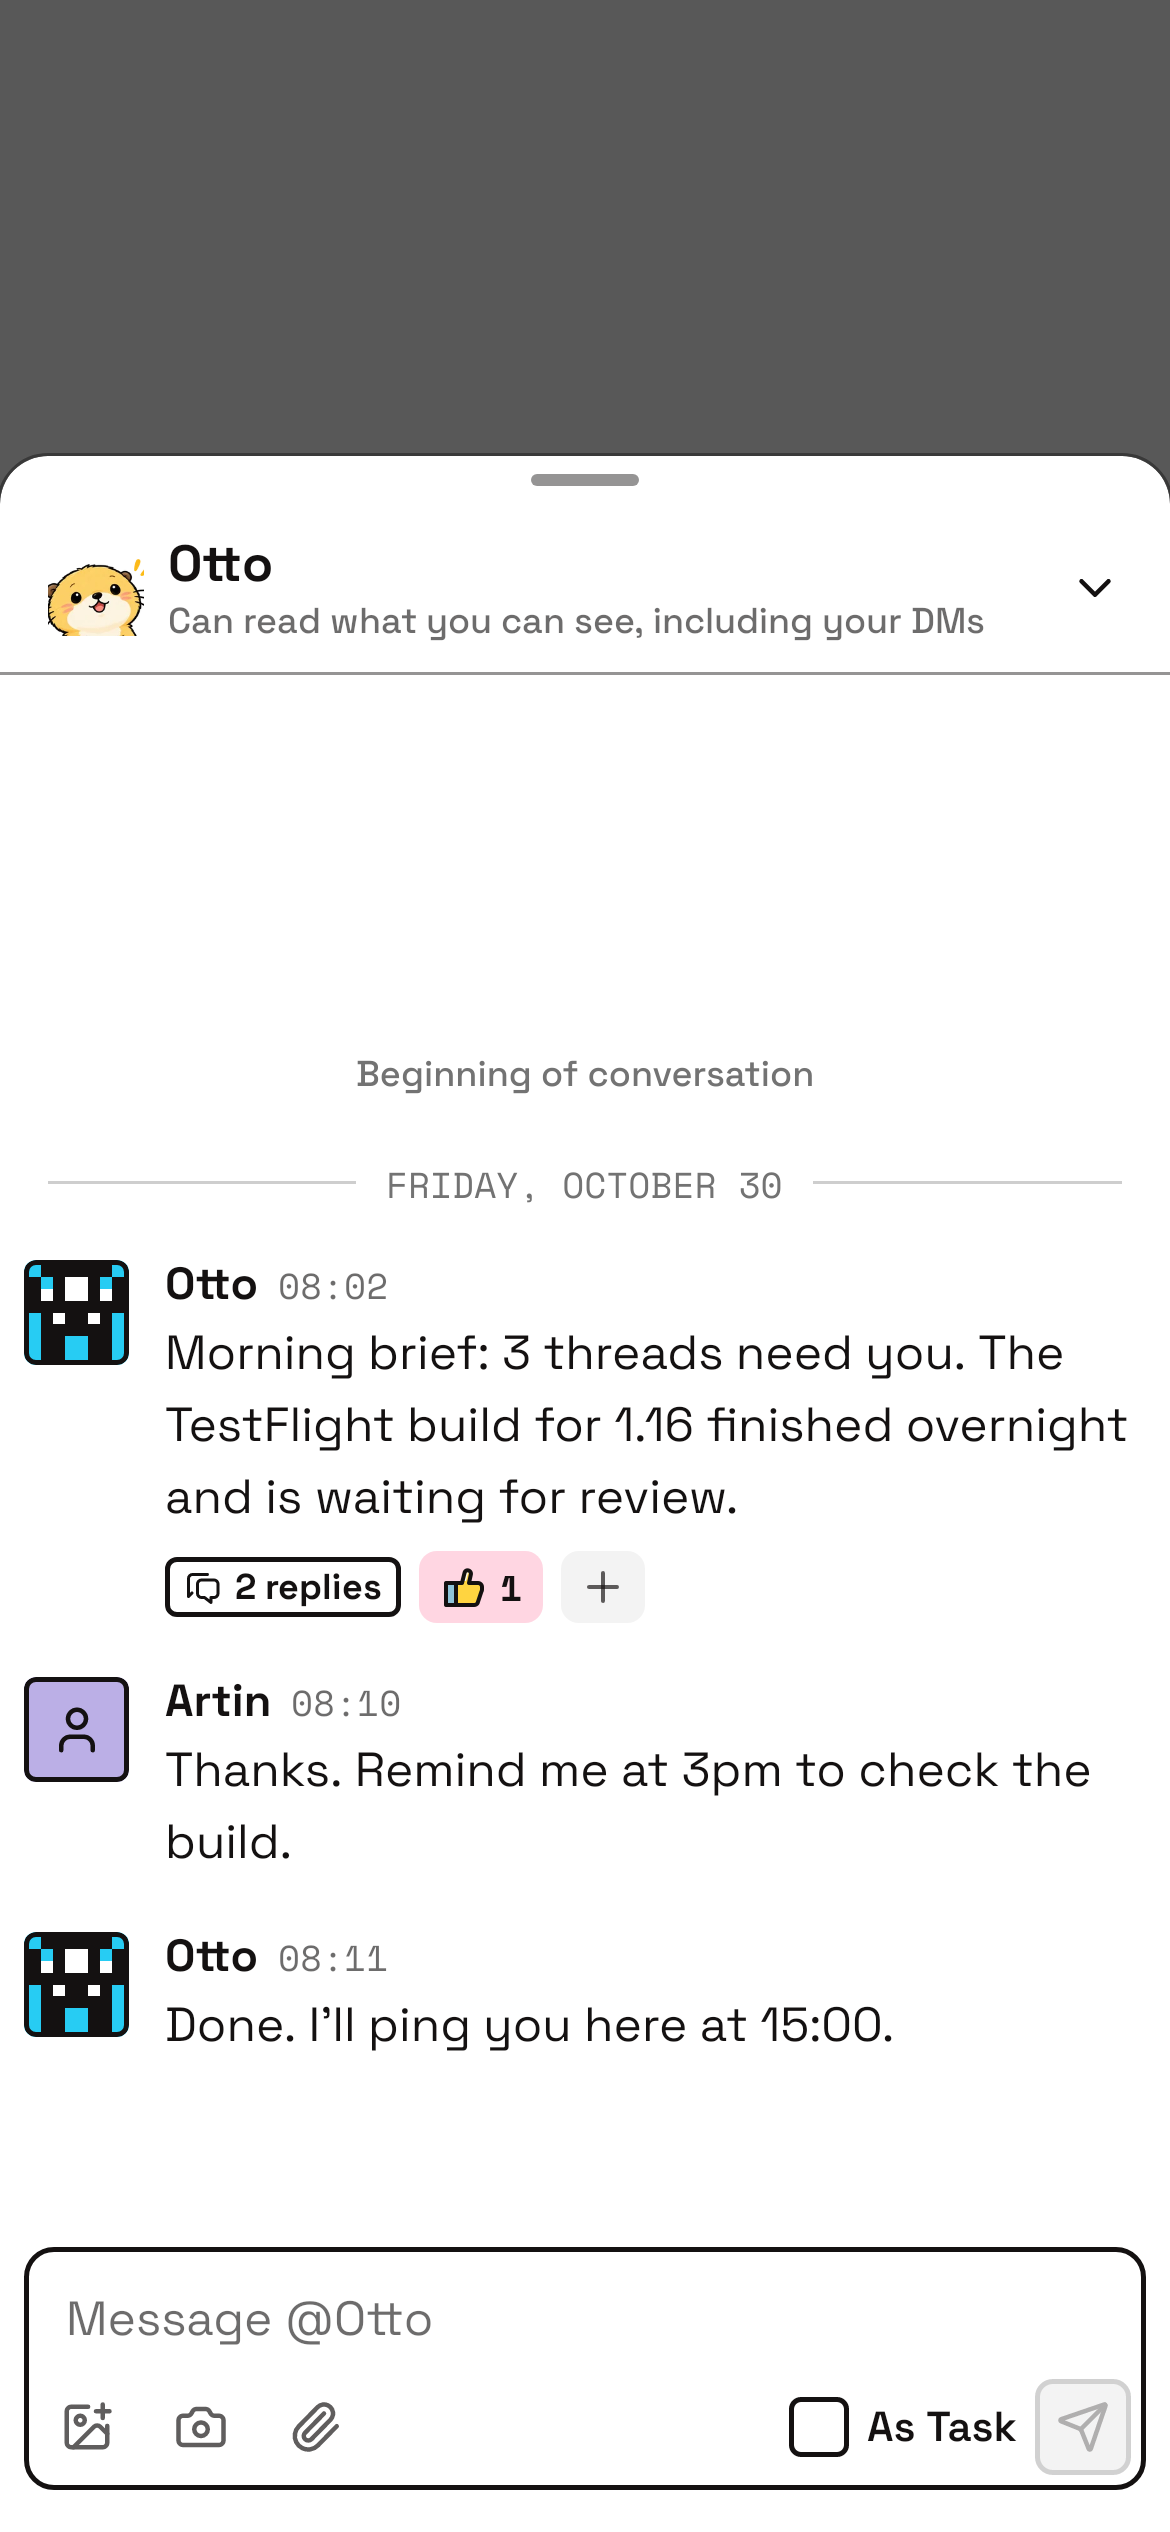 Otto
Can read what you can see, including your DMs
Beginning of conversation
FRIDAY, OCTOBER 30
Otto 08:02
Morning brief: 3 threads need you. The
TestFlight build for 1.16 finished overnight
and is waiting for review.
2 replies 1
Artin 08:10
Thanks. Remind me at 3pm to check the
build.
Otto 08:11
Done. I’ll ping you here at 15:00.
Message @Otto
As Task